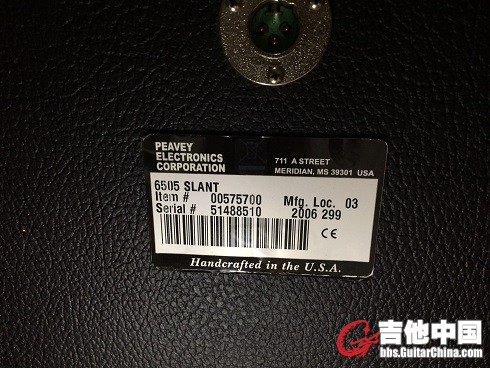 PEAVEY
ELECTRONICS
CORPORATION
711 A STREET
MERIDIAN, MS 39301 USA
6505 SLANT
Item # 00575700 Mfg. Loc. 03
Serial # 51488510 2006 299
CE
Handcrafted in the U.S.A.
吉他中国
bbs.GuitarChina.com